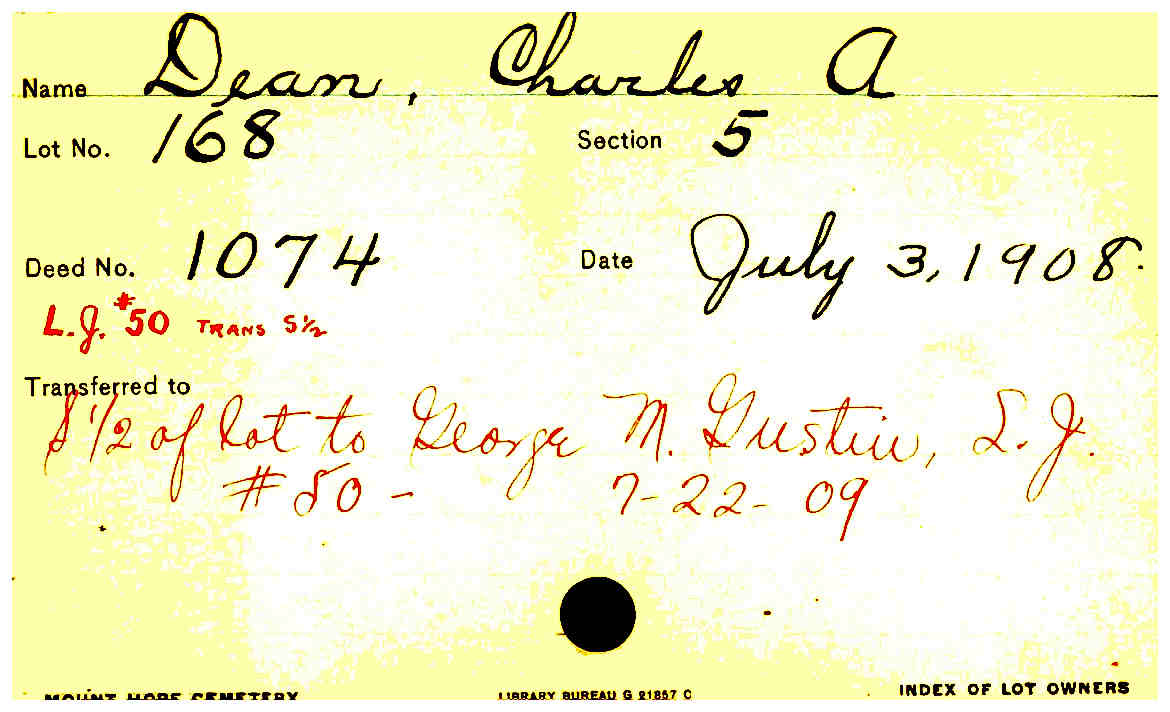 Name Dean, Charles A
Lot No. 168 Section 5
Deed No. 1074 Date July 3, 1908.
L.J. #50 TRANS S½
Transferred to
S 1/2 of lot to George M. Gustin, L.J.
#50 - 7-22-09
MOUNT HOPE CEMETERY LIBRARY BUREAU G 21857 C INDEX OF LOT OWNERS